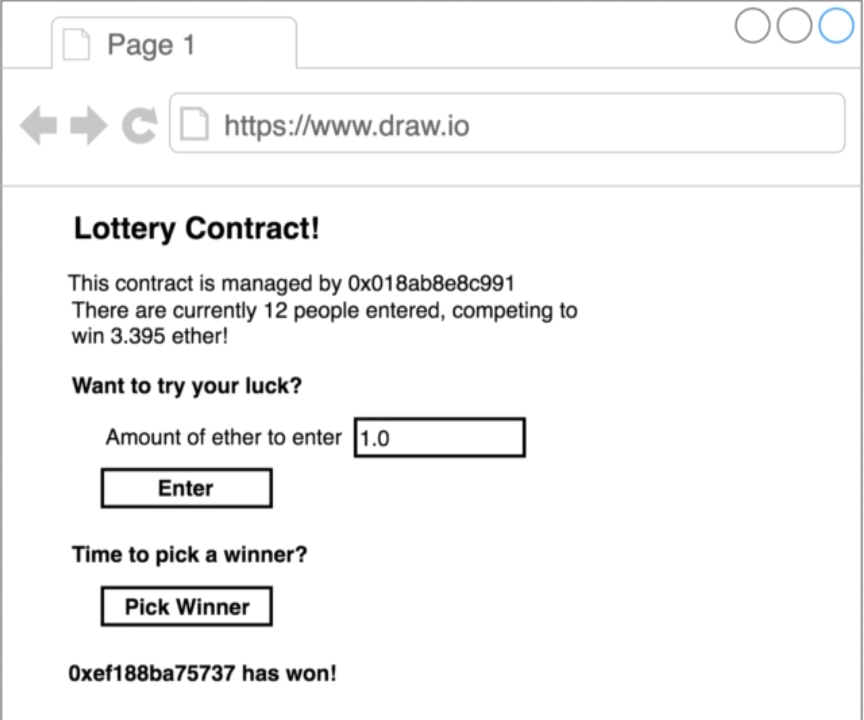 Page 1
https://www.draw.io
Lottery Contract!
This contract is managed by 0x018ab8e8c991
There are currently 12 people entered, competing to
win 3.395 ether!
Want to try your luck?
Amount of ether to enter 1.0
Enter
Time to pick a winner?
Pick Winner
0xef188ba75737 has won!